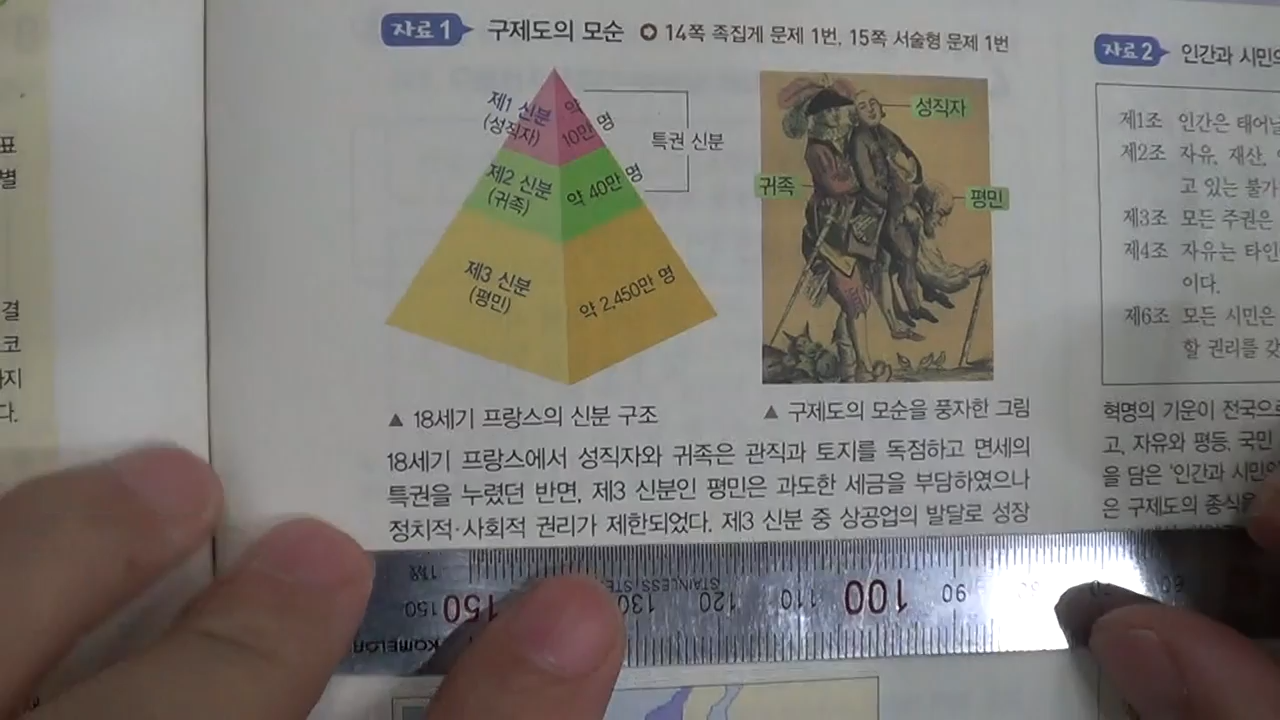 자료 1 구제도의 모순 ✪ 14쪽 족집게 문제 1번, 15쪽 서술형 문제 1번
제1 신분
(성직자)
약
10만 명
특권 신분
제2 신분
(귀족)
약 40만 명
제3 신분
(평민)
약 2,450만 명
성직자
귀족
평민
▲ 18세기 프랑스의 신분 구조
▲ 구제도의 모순을 풍자한 그림
18세기 프랑스에서 성직자와 귀족은 관직과 토지를 독점하고 면세의
특권을 누렸던 반면, 제3 신분인 평민은 과도한 세금을 부담하였으나
정치적·사회적 권리가 제한되었다. 제3 신분 중 상공업의 발달로 성장
자료 2 인간과 시민의
제1조 인간은 태어날
제2조 자유, 재산,
고 있는 불가
제3조 모든 주권은
제4조 자유는 타인
이다.
제6조 모든 시민은
할 권리를 갖
혁명의 기운이 전국으로
고, 자유와 평등, 국민
을 담은 '인간과 시민의
은 구제도의 종식을
표
별
결
코
까지
다.
150 150 130 120 110 100 90
STAINLESS STE
KOMELON